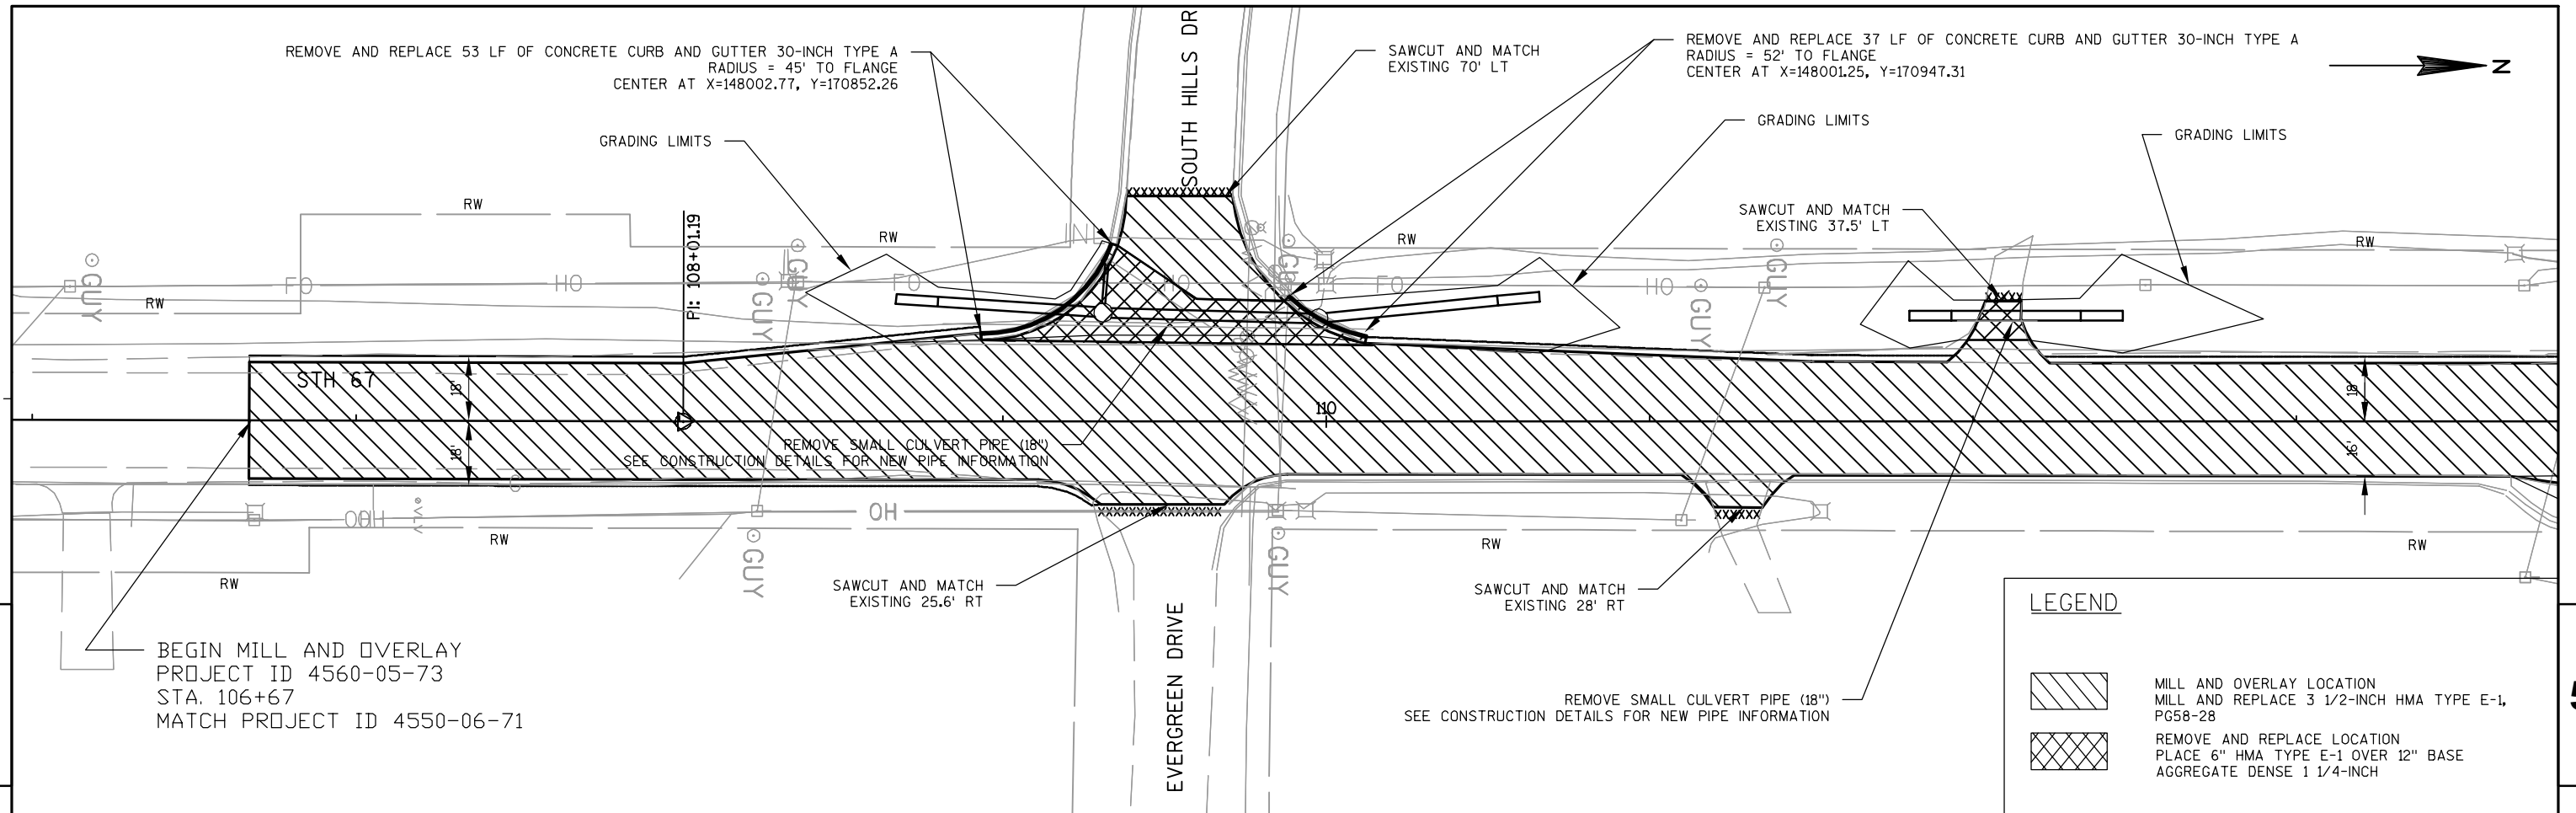 REMOVE AND REPLACE 53 LF OF CONCRETE CURB AND GUTTER 30-INCH TYPE A
RADIUS = 45' TO FLANGE
CENTER AT X=148002.77, Y=170852.26
SOUTH HILLS DR
SAWCUT AND MATCH
EXISTING 70' LT
REMOVE AND REPLACE 37 LF OF CONCRETE CURB AND GUTTER 30-INCH TYPE A
RADIUS = 52' TO FLANGE
CENTER AT X=148001.25, Y=170947.31
N
GRADING LIMITS
GRADING LIMITS
GRADING LIMITS
SAWCUT AND MATCH
EXISTING 37.5' LT
RW
RW
RW
RW
RW
PI: 108+01.19
GUY
GUY
GUY
GUY
GUY
GUY
FO
HO
FO
HO
FO
HO
STH 67
18'
18'
18'
16'
110
REMOVE SMALL CULVERT PIPE (18")
SEE CONSTRUCTION DETAILS FOR NEW PIPE INFORMATION
G
VLV
OH
OH
GUY
GUY
RW
RW
RW
RW
SAWCUT AND MATCH
EXISTING 25.6' RT
SAWCUT AND MATCH
EXISTING 28' RT
EVERGREEN DRIVE
BEGIN MILL AND OVERLAY
PROJECT ID 4560-05-73
STA. 106+67
MATCH PROJECT ID 4550-06-71
REMOVE SMALL CULVERT PIPE (18")
SEE CONSTRUCTION DETAILS FOR NEW PIPE INFORMATION
LEGEND
MILL AND OVERLAY LOCATION
MILL AND REPLACE 3 1/2-INCH HMA TYPE E-1,
PG58-28
REMOVE AND REPLACE LOCATION
PLACE 6" HMA TYPE E-1 OVER 12" BASE
AGGREGATE DENSE 1 1/4-INCH
5